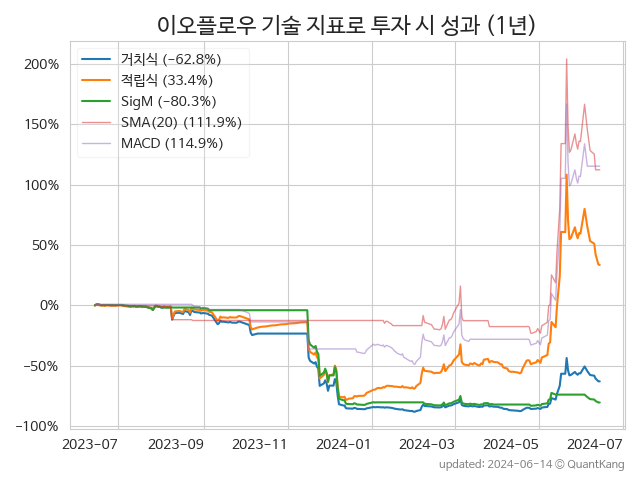 이오플로우 기술 지표로 투자 시 성과 (1년)
거치식 (−62.8%)
적립식 (33.4%)
SigM (−80.3%)
SMA(20) (111.9%)
MACD (114.9%)
200%
150%
100%
50%
0%
−50%
−100%
2023-07 2023-09 2023-11 2024-01 2024-03 2024-05 2024-07
updated: 2024-06-14 © QuantKang